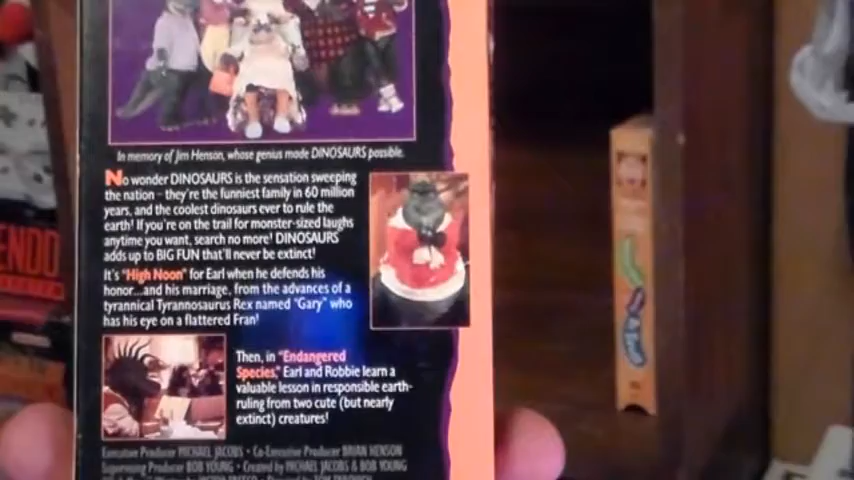 In memory of Jim Henson, whose genius made DINOSAURS possible.
No wonder DINOSAURS is the sensation sweeping
the nation - they're the funniest family in 60 million
years, and the coolest dinosaurs ever to rule the
earth! If you're on the trail for monster-sized laughs
anytime you want, search no more! DINOSAURS
adds up to BIG FUN that'll never be extinct!
It's "High Noon" for Earl when he defends his
honor...and his marriage, from the advances of a
tyrannical Tyrannosaurus Rex named "Gary" who
has his eye on a flattered Fran!
Then, in "Endangered
Species," Earl and Robbie learn a
valuable lesson in responsible earth-
ruling from two cute (but nearly
extinct) creatures!
Executive Producer MICHAEL JACOBS • Co-Executive Producer BRIAN HENSON
Supervising Producer BOB YOUNG • Created by MICHAEL JACOBS & BOB YOUNG
ENDO